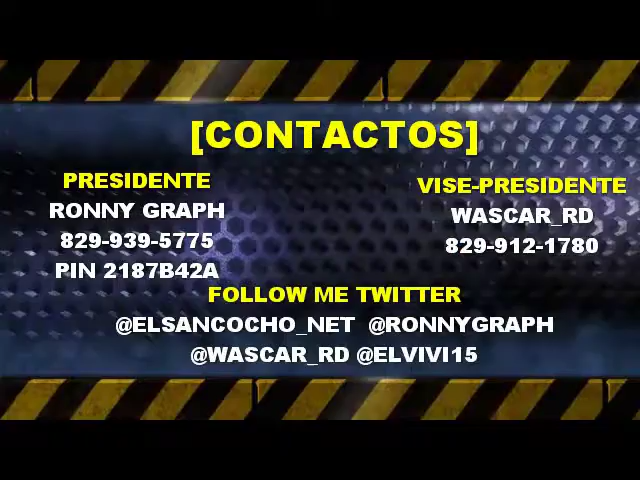 [CONTACTOS]
PRESIDENTE
RONNY GRAPH
829-939-5775
PIN 2187B42A
VISE-PRESIDENTE
WASCAR_RD
829-912-1780
FOLLOW ME TWITTER
@ELSANCOCHO_NET @RONNYGRAPH
@WASCAR_RD @ELVIVI15